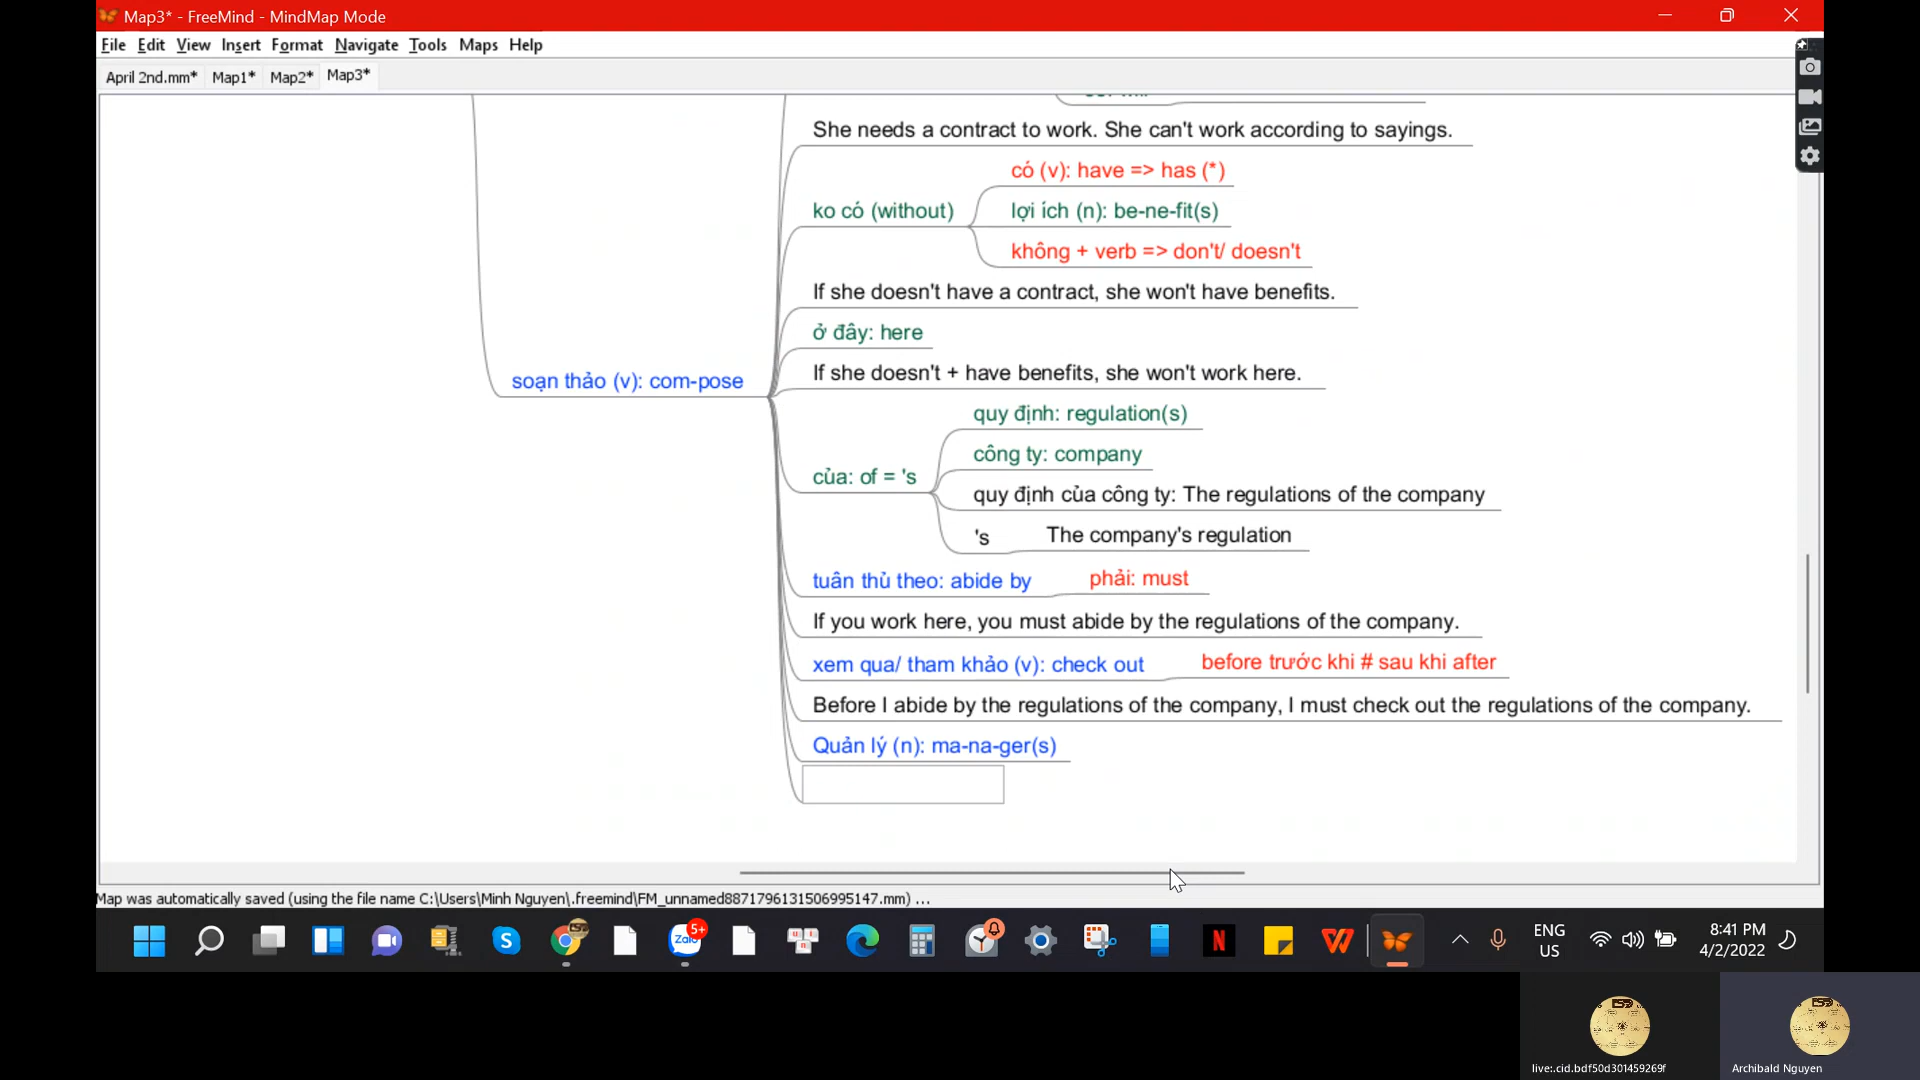 Map3* - FreeMind - MindMap Mode
File Edit View Insert Format Navigate Tools Maps Help
April 2nd.mm* Map1* Map2* Map3*
She needs a contract to work. She can't work according to sayings.
có (v): have => has (*)
ko có (without)
lợi ích (n): be-ne-fit(s)
không + verb => don't/ doesn't
If she doesn't have a contract, she won't have benefits.
ở đây: here
If she doesn't + have benefits, she won't work here.
soạn thảo (v): com-pose
quy định: regulation(s)
công ty: company
của: of = 's
quy định của công ty: The regulations of the company
's The company's regulation
tuân thủ theo: abide by phải: must
If you work here, you must abide by the regulations of the company.
xem qua/ tham khảo (v): check out before trước khi # sau khi after
Before I abide by the regulations of the company, I must check out the regulations of the company.
Quản lý (n): ma-na-ger(s)
Map was automatically saved (using the file name C:\Users\Minh Nguyen\.freemind\FM_unnamed8871796131506995147.mm) ...
5+
Zalo
N
ENG
US
8:41 PM
4/2/2022
live:.cid.bdf50d301459269f
Archibald Nguyen